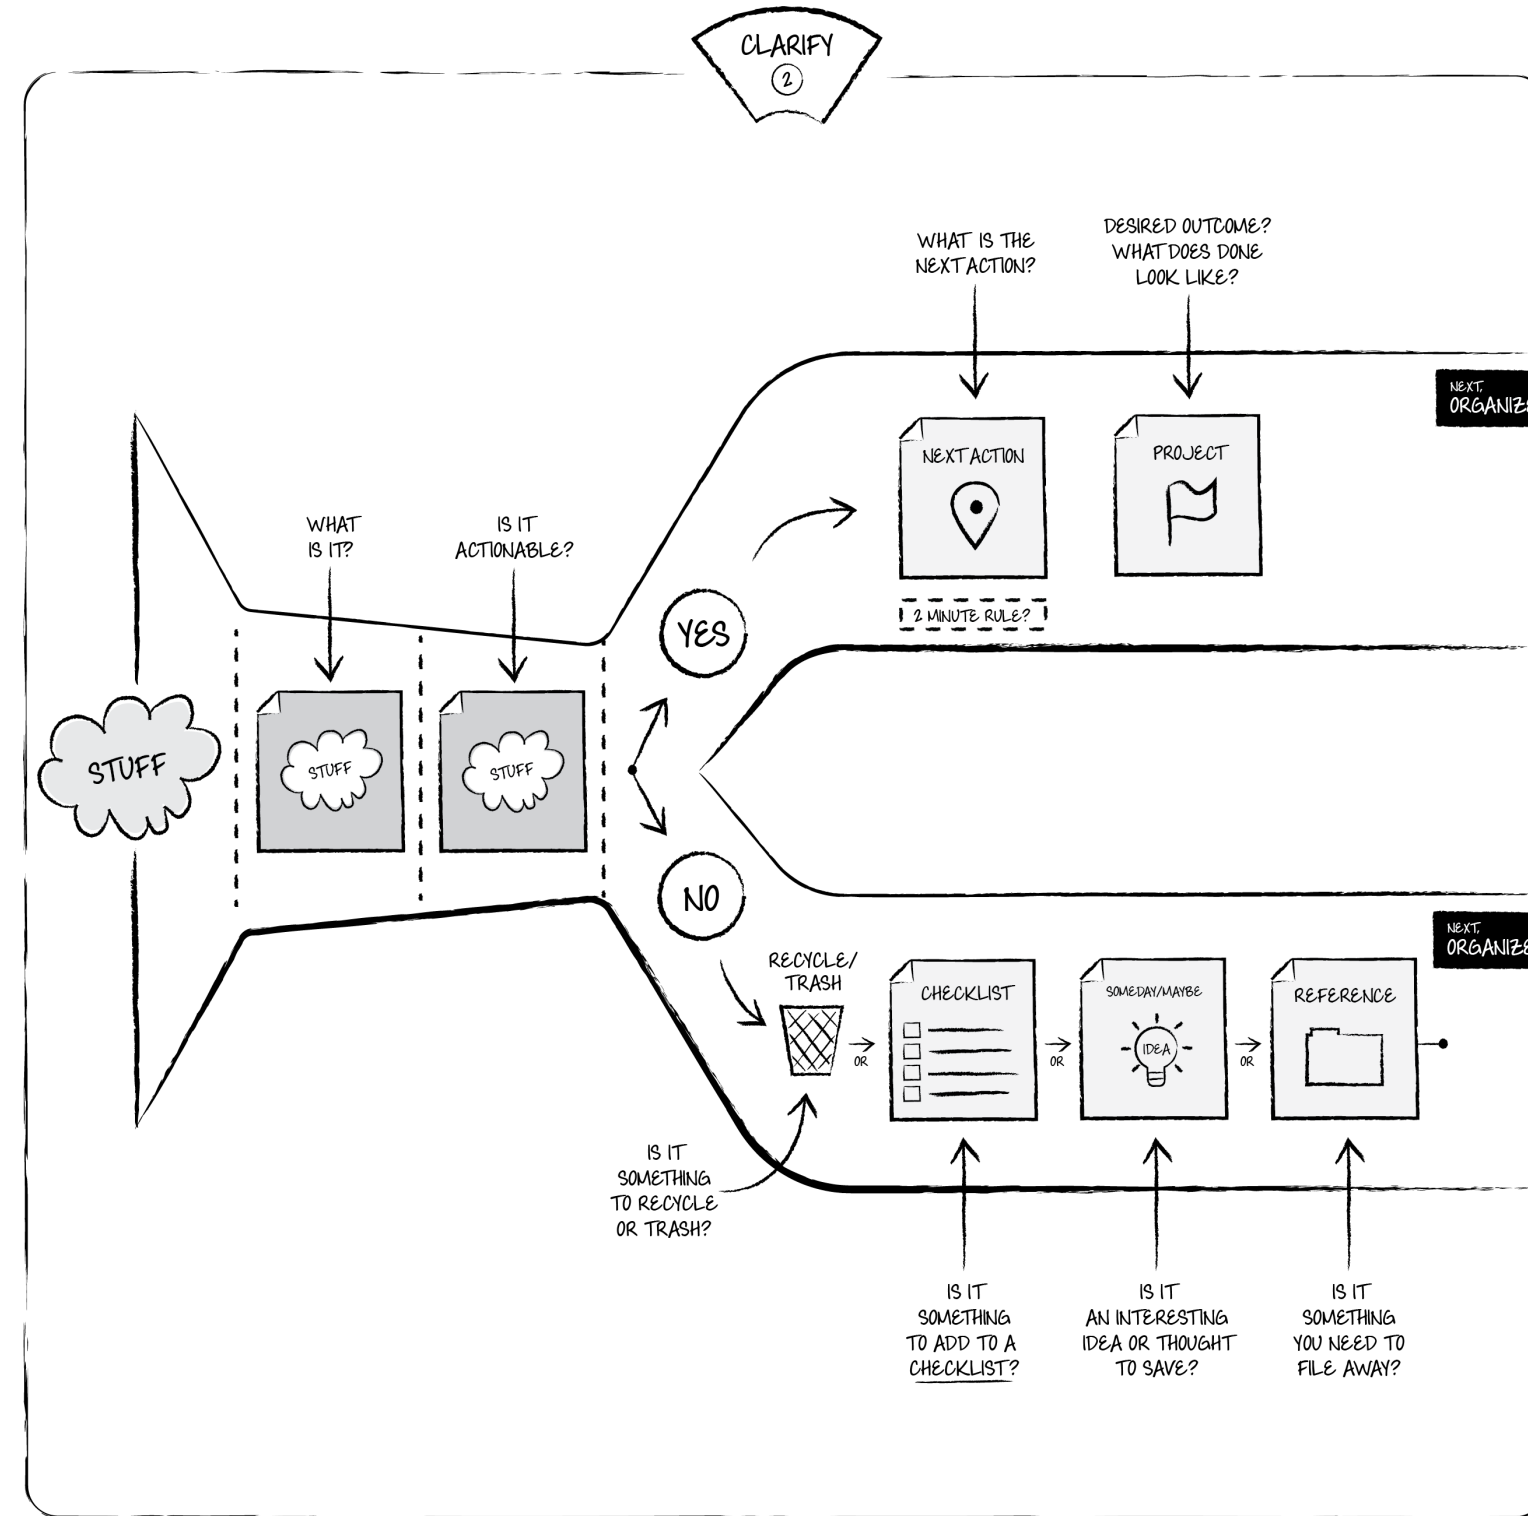 CLARIFY
2
WHAT IS THE
NEXT ACTION?
DESIRED OUTCOME?
WHAT DOES DONE
LOOK LIKE?
NEXT,
ORGANIZE
NEXT ACTION
PROJECT
2 MINUTE RULE?
WHAT
IS IT?
IS IT
ACTIONABLE?
YES
STUFF
STUFF
STUFF
NO
NEXT,
ORGANIZE
RECYCLE/
TRASH
OR
CHECKLIST
OR
SOMEDAY/MAYBE
IDEA
OR
REFERENCE
IS IT
SOMETHING
TO RECYCLE
OR TRASH?
IS IT
SOMETHING
TO ADD TO A
CHECKLIST?
IS IT
AN INTERESTING
IDEA OR THOUGHT
TO SAVE?
IS IT
SOMETHING
YOU NEED TO
FILE AWAY?